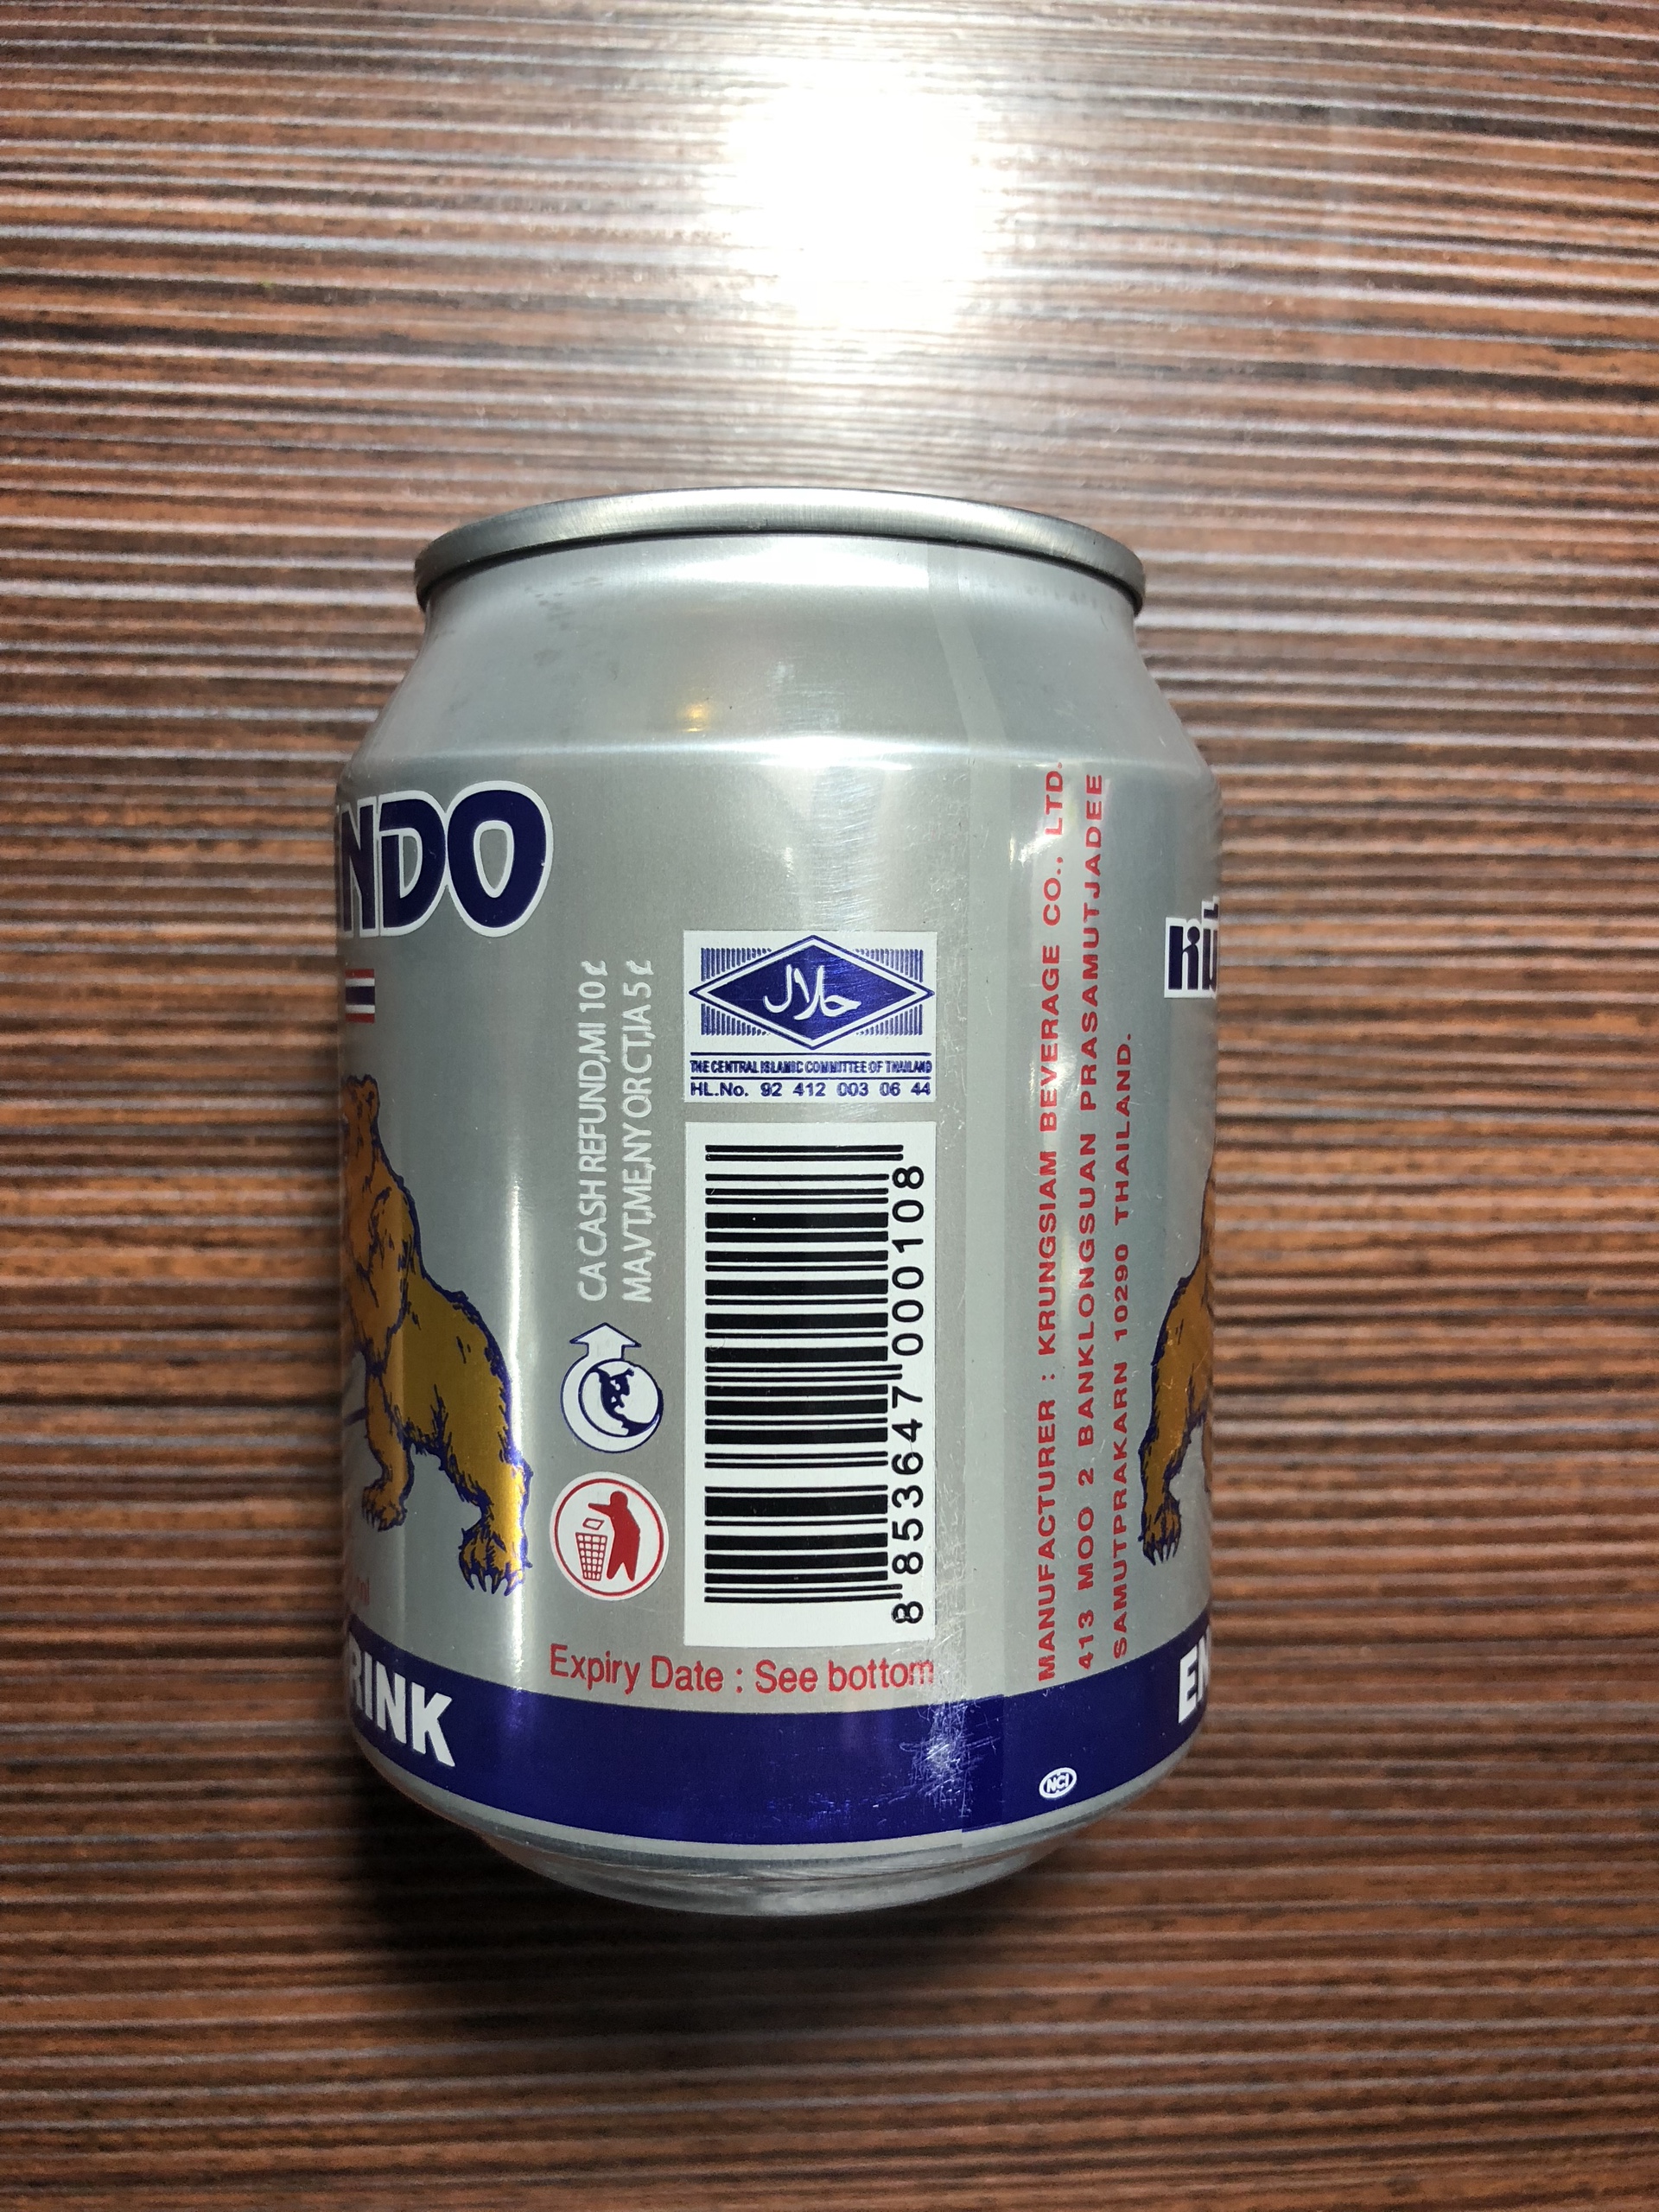 NDO
CA CASH REFUND,MI 10¢
MA,VT,ME,NY OR CT,IA 5¢
حلال
THE CENTRAL ISLAMIC COMMITTEE OF THAILAND
HL.No. 92 412 003 06 44
8 853647 000108
Expiry Date : See bottom
MANUFACTURER : KRUNGSIAM BEVERAGE CO., LTD.
413 MOO 2 BANKLONGSUAN PRASAMUTJADEE
SAMUTPRAKARN 10290 THAILAND.
RINK
EN
NCI